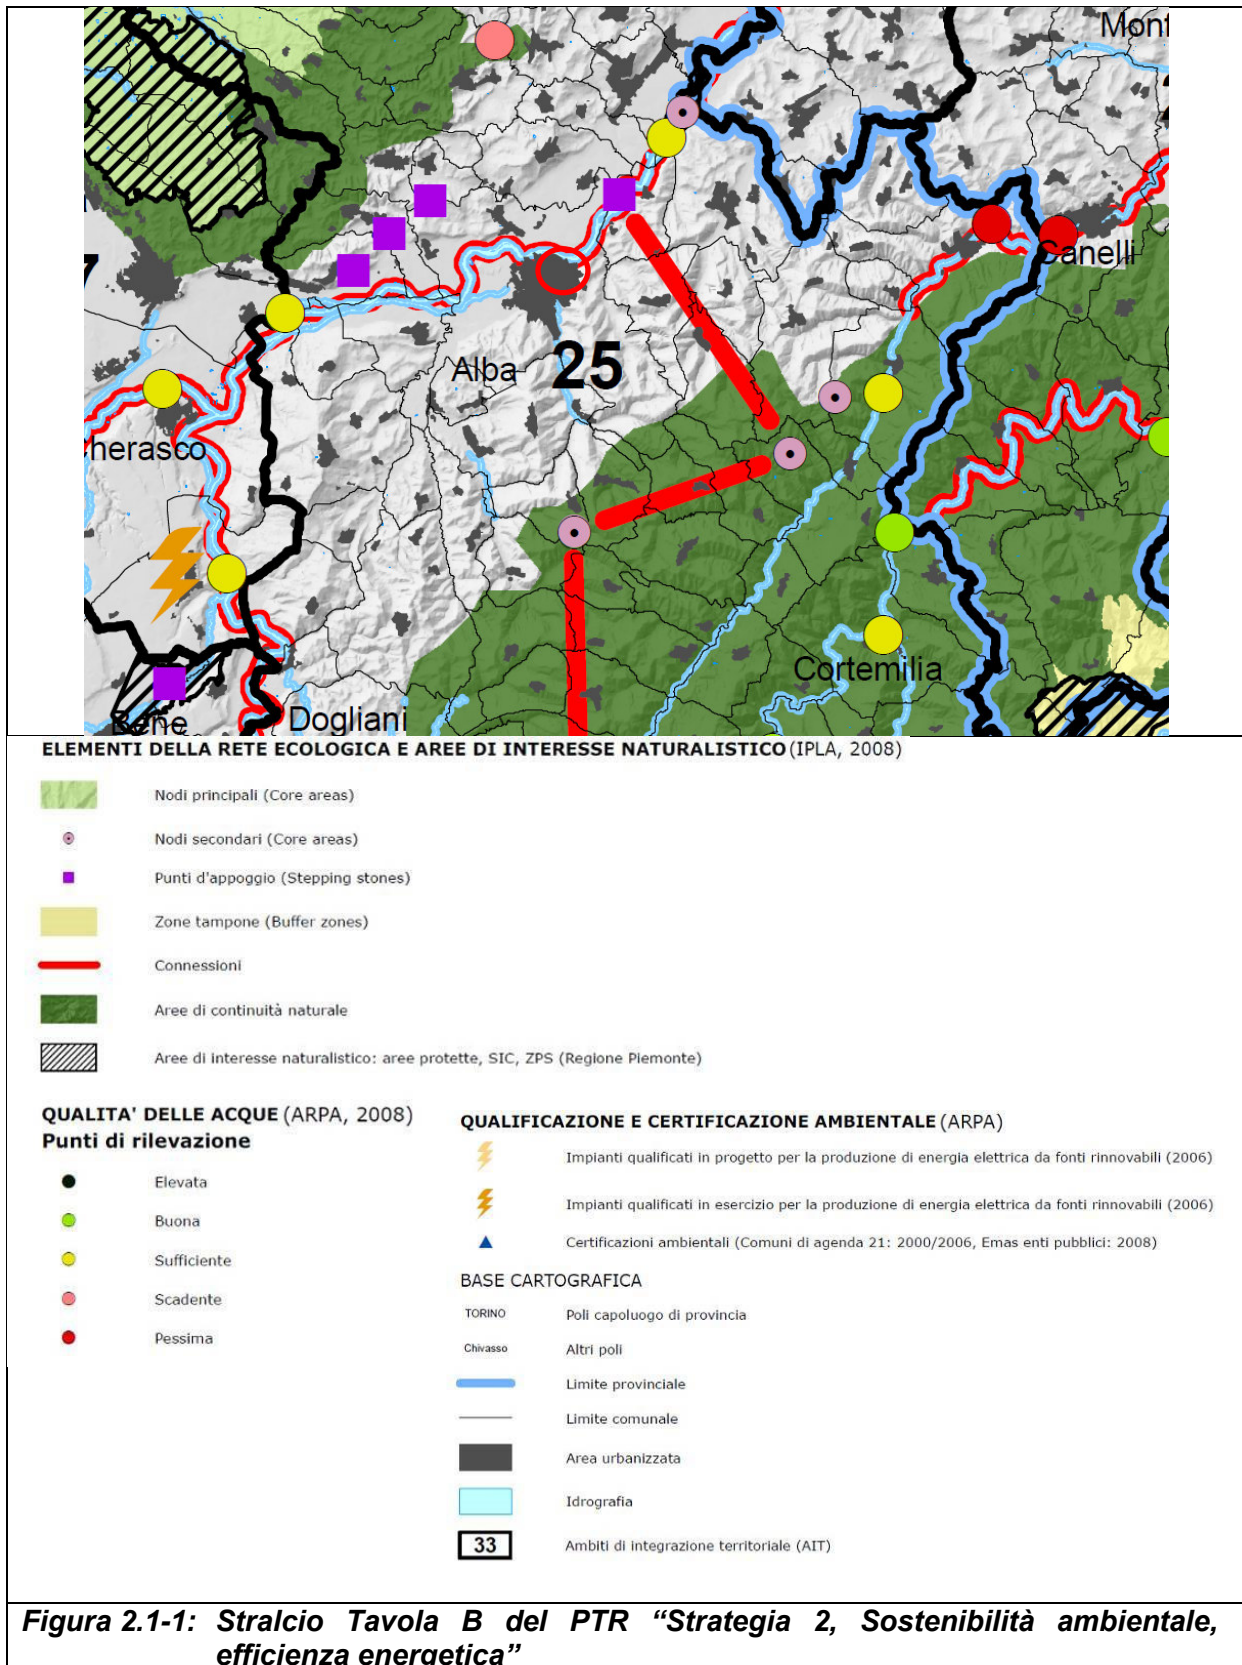 Mont
7
Canelli
Alba
25
herasco
Cortemilia
Bene
Dogliani
ELEMENTI DELLA RETE ECOLOGICA E AREE DI INTERESSE NATURALISTICO (IPLA, 2008)
Nodi principali (Core areas)
Nodi secondari (Core areas)
Punti d'appoggio (Stepping stones)
Zone tampone (Buffer zones)
Connessioni
Aree di continuità naturale
Aree di interesse naturalistico: aree protette, SIC, ZPS (Regione Piemonte)
QUALITA' DELLE ACQUE (ARPA, 2008)
Punti di rilevazione
Elevata
Buona
Sufficiente
Scadente
Pessima
QUALIFICAZIONE E CERTIFICAZIONE AMBIENTALE (ARPA)
Impianti qualificati in progetto per la produzione di energia elettrica da fonti rinnovabili (2006)
Impianti qualificati in esercizio per la produzione di energia elettrica da fonti rinnovabili (2006)
Certificazioni ambientali (Comuni di agenda 21: 2000/2006, Emas enti pubblici: 2008)
BASE CARTOGRAFICA
TORINO Poli capoluogo di provincia
Chivasso Altri poli
Limite provinciale
Limite comunale
Area urbanizzata
Idrografia
33 Ambiti di integrazione territoriale (AIT)
Figura 2.1-1: Stralcio Tavola B del PTR “Strategia 2, Sostenibilità ambientale,
efficienza energetica”